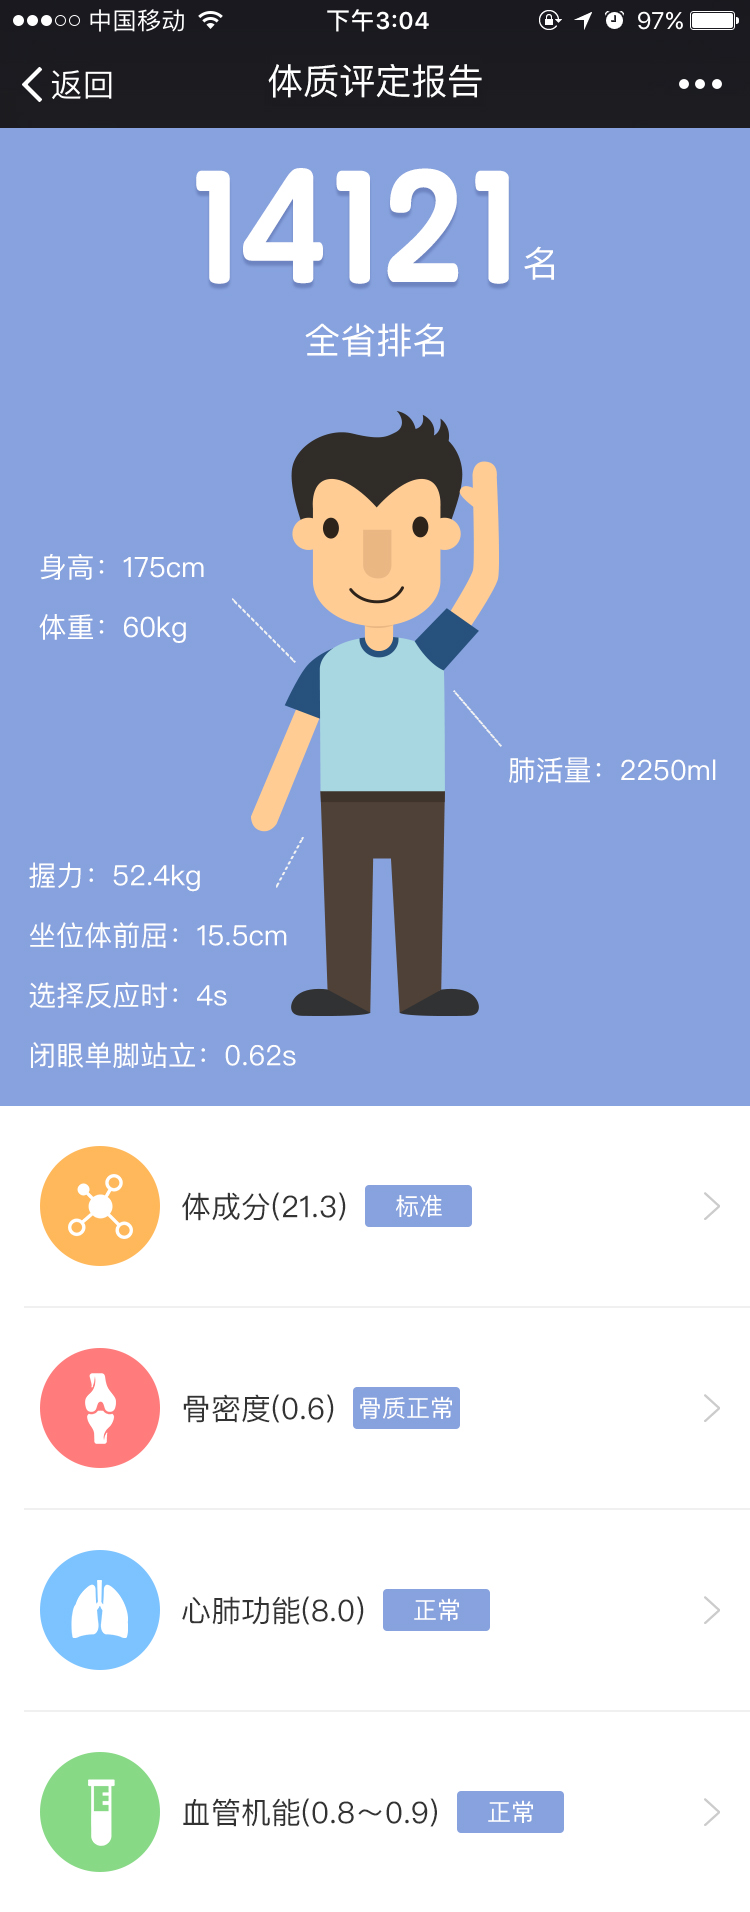 中国移动 下午3:04 97%
返回 体质评定报告
14121名
全省排名
身高：175cm
体重：60kg
肺活量：2250ml
握力：52.4kg
坐位体前屈：15.5cm
选择反应时：4s
闭眼单脚站立：0.62s
体成分(21.3) 标准
骨密度(0.6) 骨质正常
心肺功能(8.0) 正常
血管机能(0.8～0.9) 正常